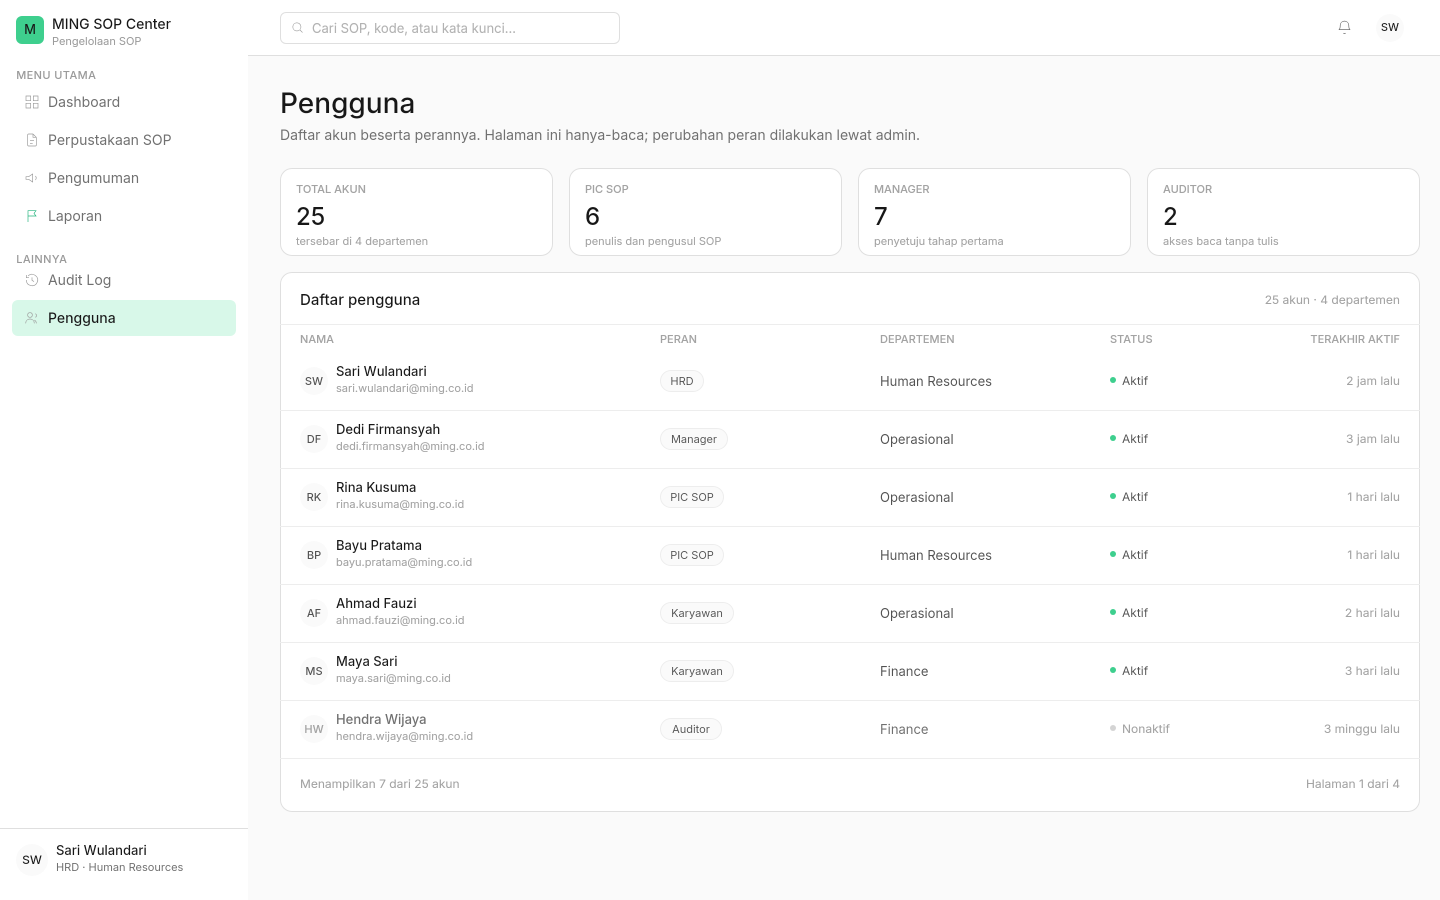 M
MING SOP Center
Pengelolaan SOP
MENU UTAMA
Dashboard
Perpustakaan SOP
Pengumuman
Laporan
LAINNYA
Audit Log
Pengguna
Sari Wulandari
HRD · Human Resources
SW
Cari SOP, kode, atau kata kunci...
SW
Pengguna
Daftar akun beserta perannya. Halaman ini hanya-baca; perubahan peran dilakukan lewat admin.
TOTAL AKUN
25
tersebar di 4 departemen
PIC SOP
6
penulis dan pengusul SOP
MANAGER
7
penyetuju tahap pertama
AUDITOR
2
akses baca tanpa tulis
Daftar pengguna
25 akun · 4 departemen
NAMA PERAN DEPARTEMEN STATUS TERAKHIR AKTIF
SW Sari Wulandari HRD Human Resources Aktif 2 jam lalu
sari.wulandari@ming.co.id
DF Dedi Firmansyah Manager Operasional Aktif 3 jam lalu
dedi.firmansyah@ming.co.id
RK Rina Kusuma PIC SOP Operasional Aktif 1 hari lalu
rina.kusuma@ming.co.id
BP Bayu Pratama PIC SOP Human Resources Aktif 1 hari lalu
bayu.pratama@ming.co.id
AF Ahmad Fauzi Karyawan Operasional Aktif 2 hari lalu
ahmad.fauzi@ming.co.id
MS Maya Sari Karyawan Finance Aktif 3 hari lalu
maya.sari@ming.co.id
HW Hendra Wijaya Auditor Finance Nonaktif 3 minggu lalu
hendra.wijaya@ming.co.id
Menampilkan 7 dari 25 akun
Halaman 1 dari 4